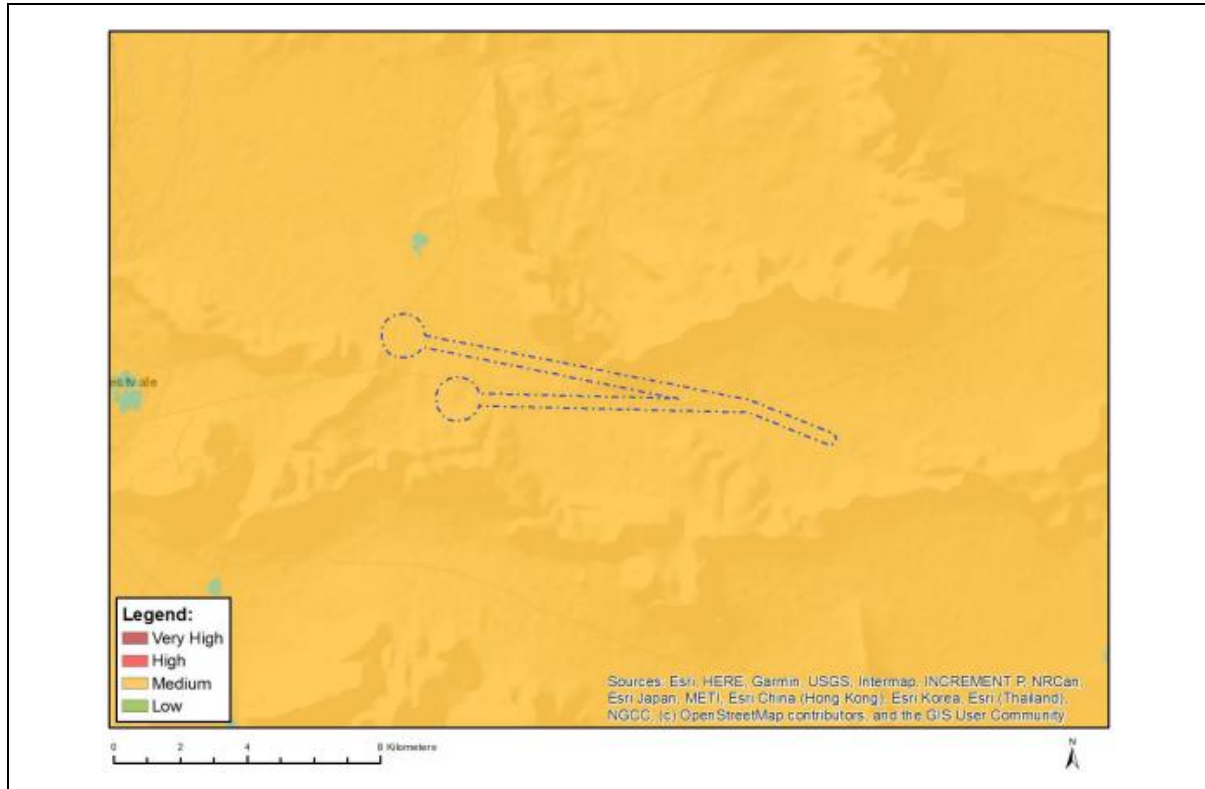 estvale
Legend:
Very High
High
Medium
Low
Sources: Esri, HERE, Garmin, USGS, Intermap, INCREMENT P, NRCan,
Esri Japan, METI, Esri China (Hong Kong), Esri Korea, Esri (Thailand),
NGCC, (c) OpenStreetMap contributors, and the GIS User Community
0 2 4 8 Kilometers
N